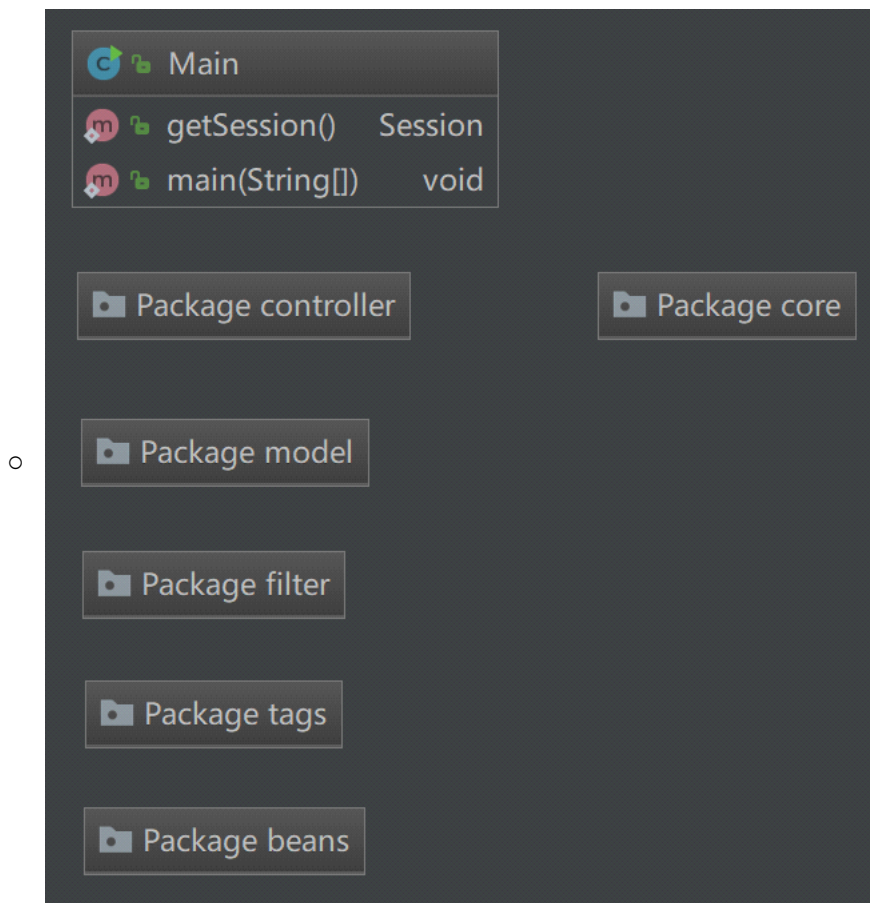 Main
getSession() Session
main(String[]) void
Package controller Package core
Package model
Package filter
Package tags
Package beans